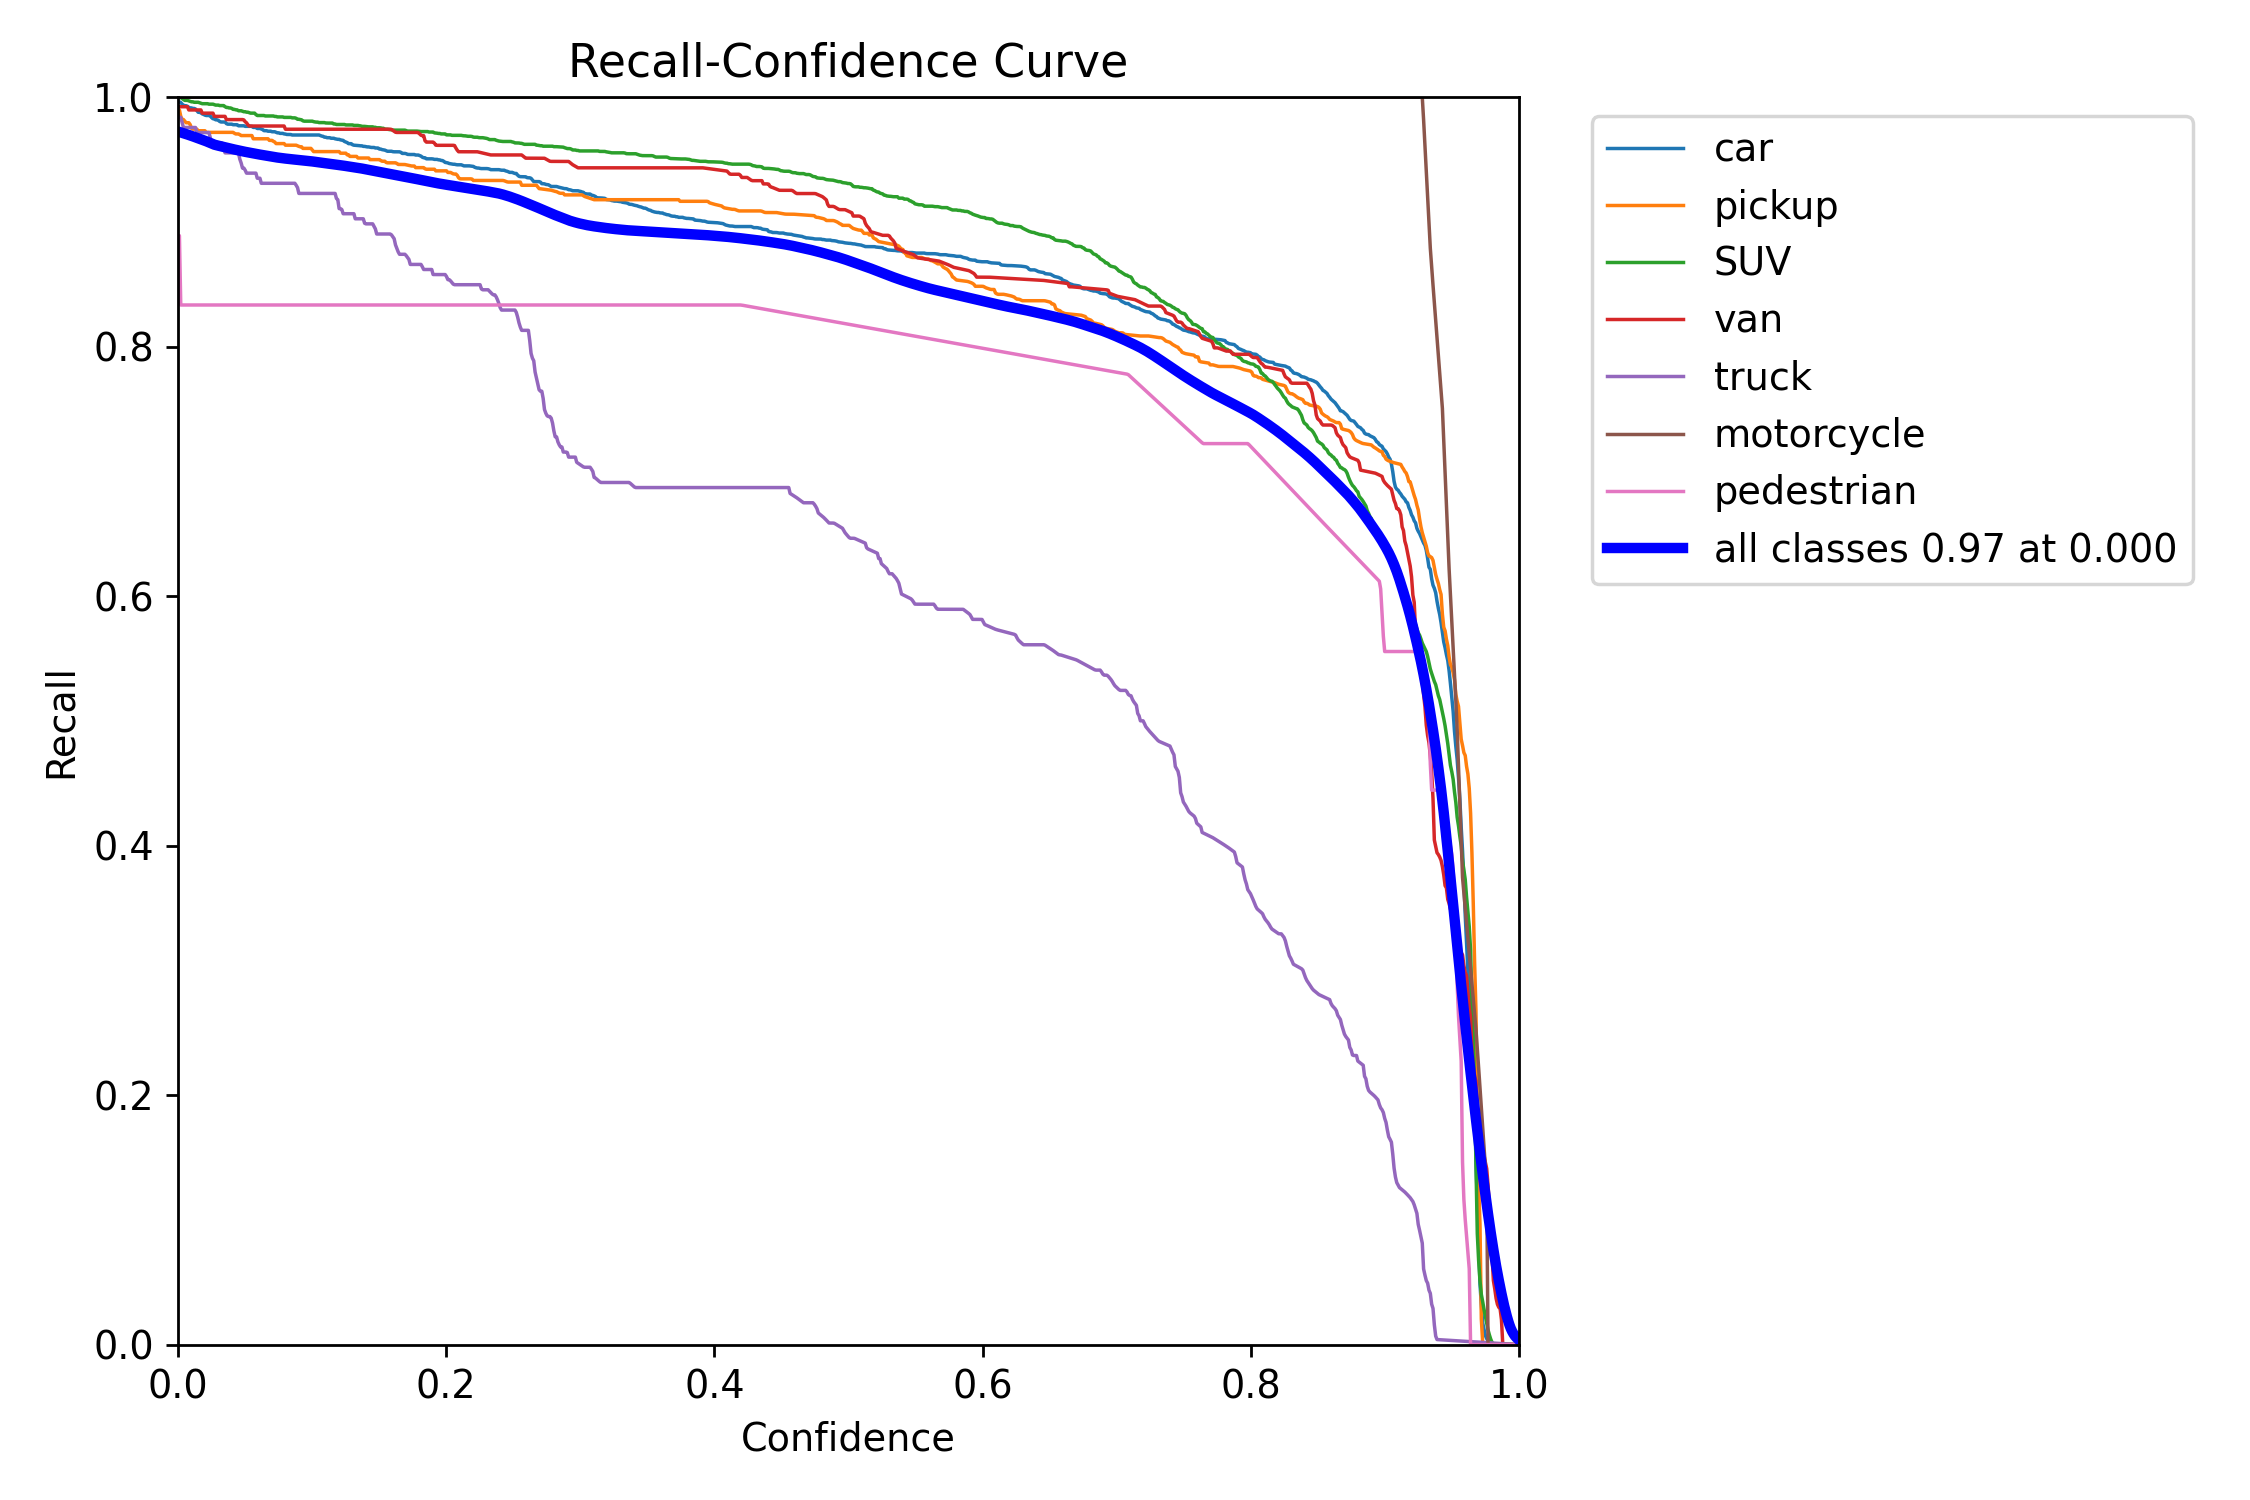 Recall-Confidence Curve
1.0
0.8
0.6
0.4
0.2
0.0
Recall
0.0 0.2 0.4 0.6 0.8 1.0
Confidence
car
pickup
SUV
van
truck
motorcycle
pedestrian
all classes 0.97 at 0.000